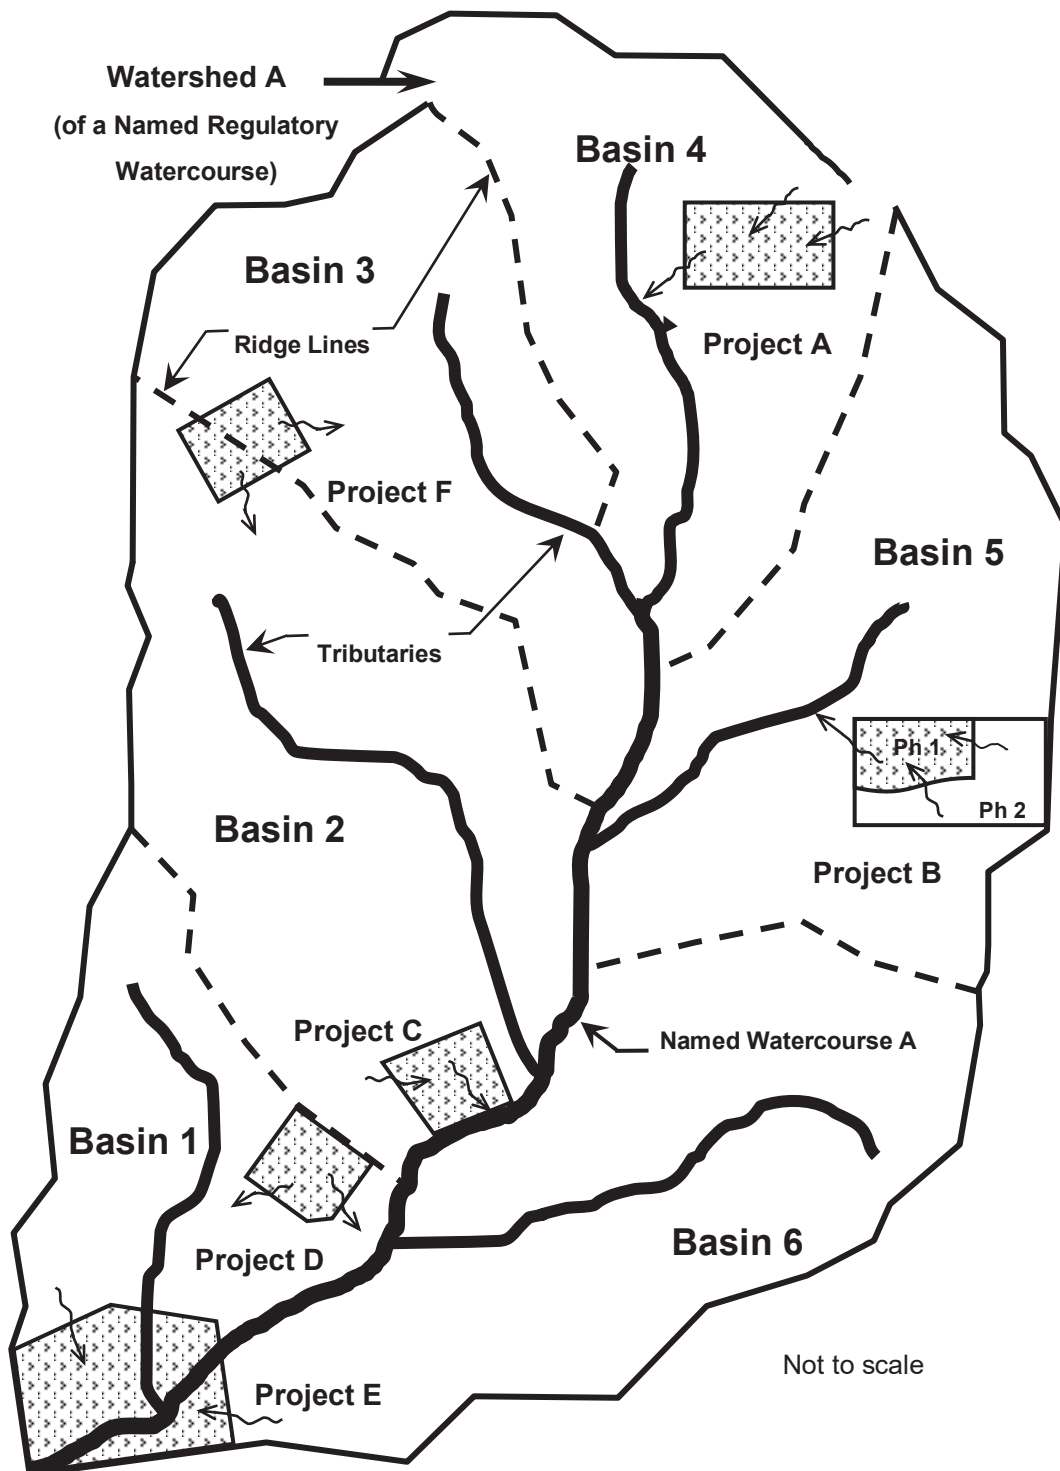 Watershed A
(of a Named Regulatory
Watercourse)
Basin 4
Basin 3
Ridge Lines
Project A
Project F
Basin 5
Tributaries
Ph 1
Ph 2
Basin 2
Project B
Project C
Named Watercourse A
Basin 1
Project D
Basin 6
Not to scale
Project E